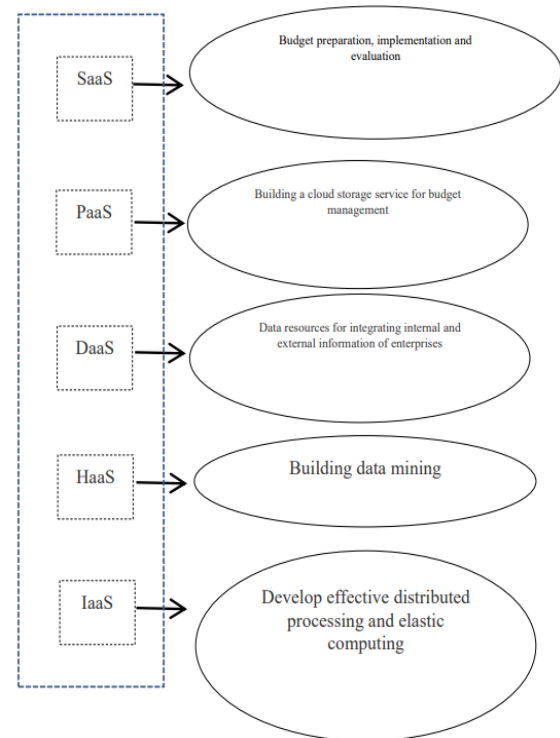 SaaS
Budget preparation, implementation and
evaluation
PaaS
Building a cloud storage service for budget
management
DaaS
Data resources for integrating internal and
external information of enterprises
HaaS
Building data mining
IaaS
Develop effective distributed
processing and elastic
computing